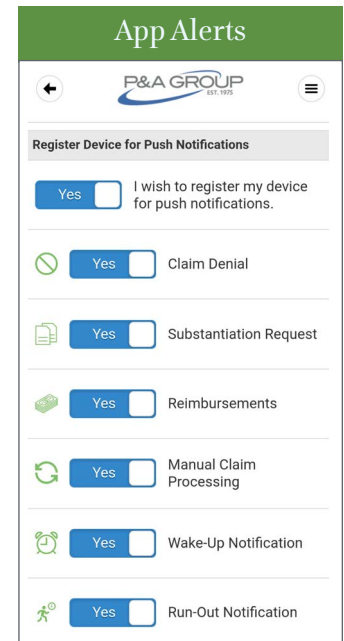 App Alerts
P&A GROUP
EST. 1975
Register Device for Push Notifications
Yes
I wish to register my device
for push notifications.
Yes
Claim Denial
Yes
Substantiation Request
Yes
Reimbursements
Yes
Manual Claim
Processing
Yes
Wake-Up Notification
Yes
Run-Out Notification